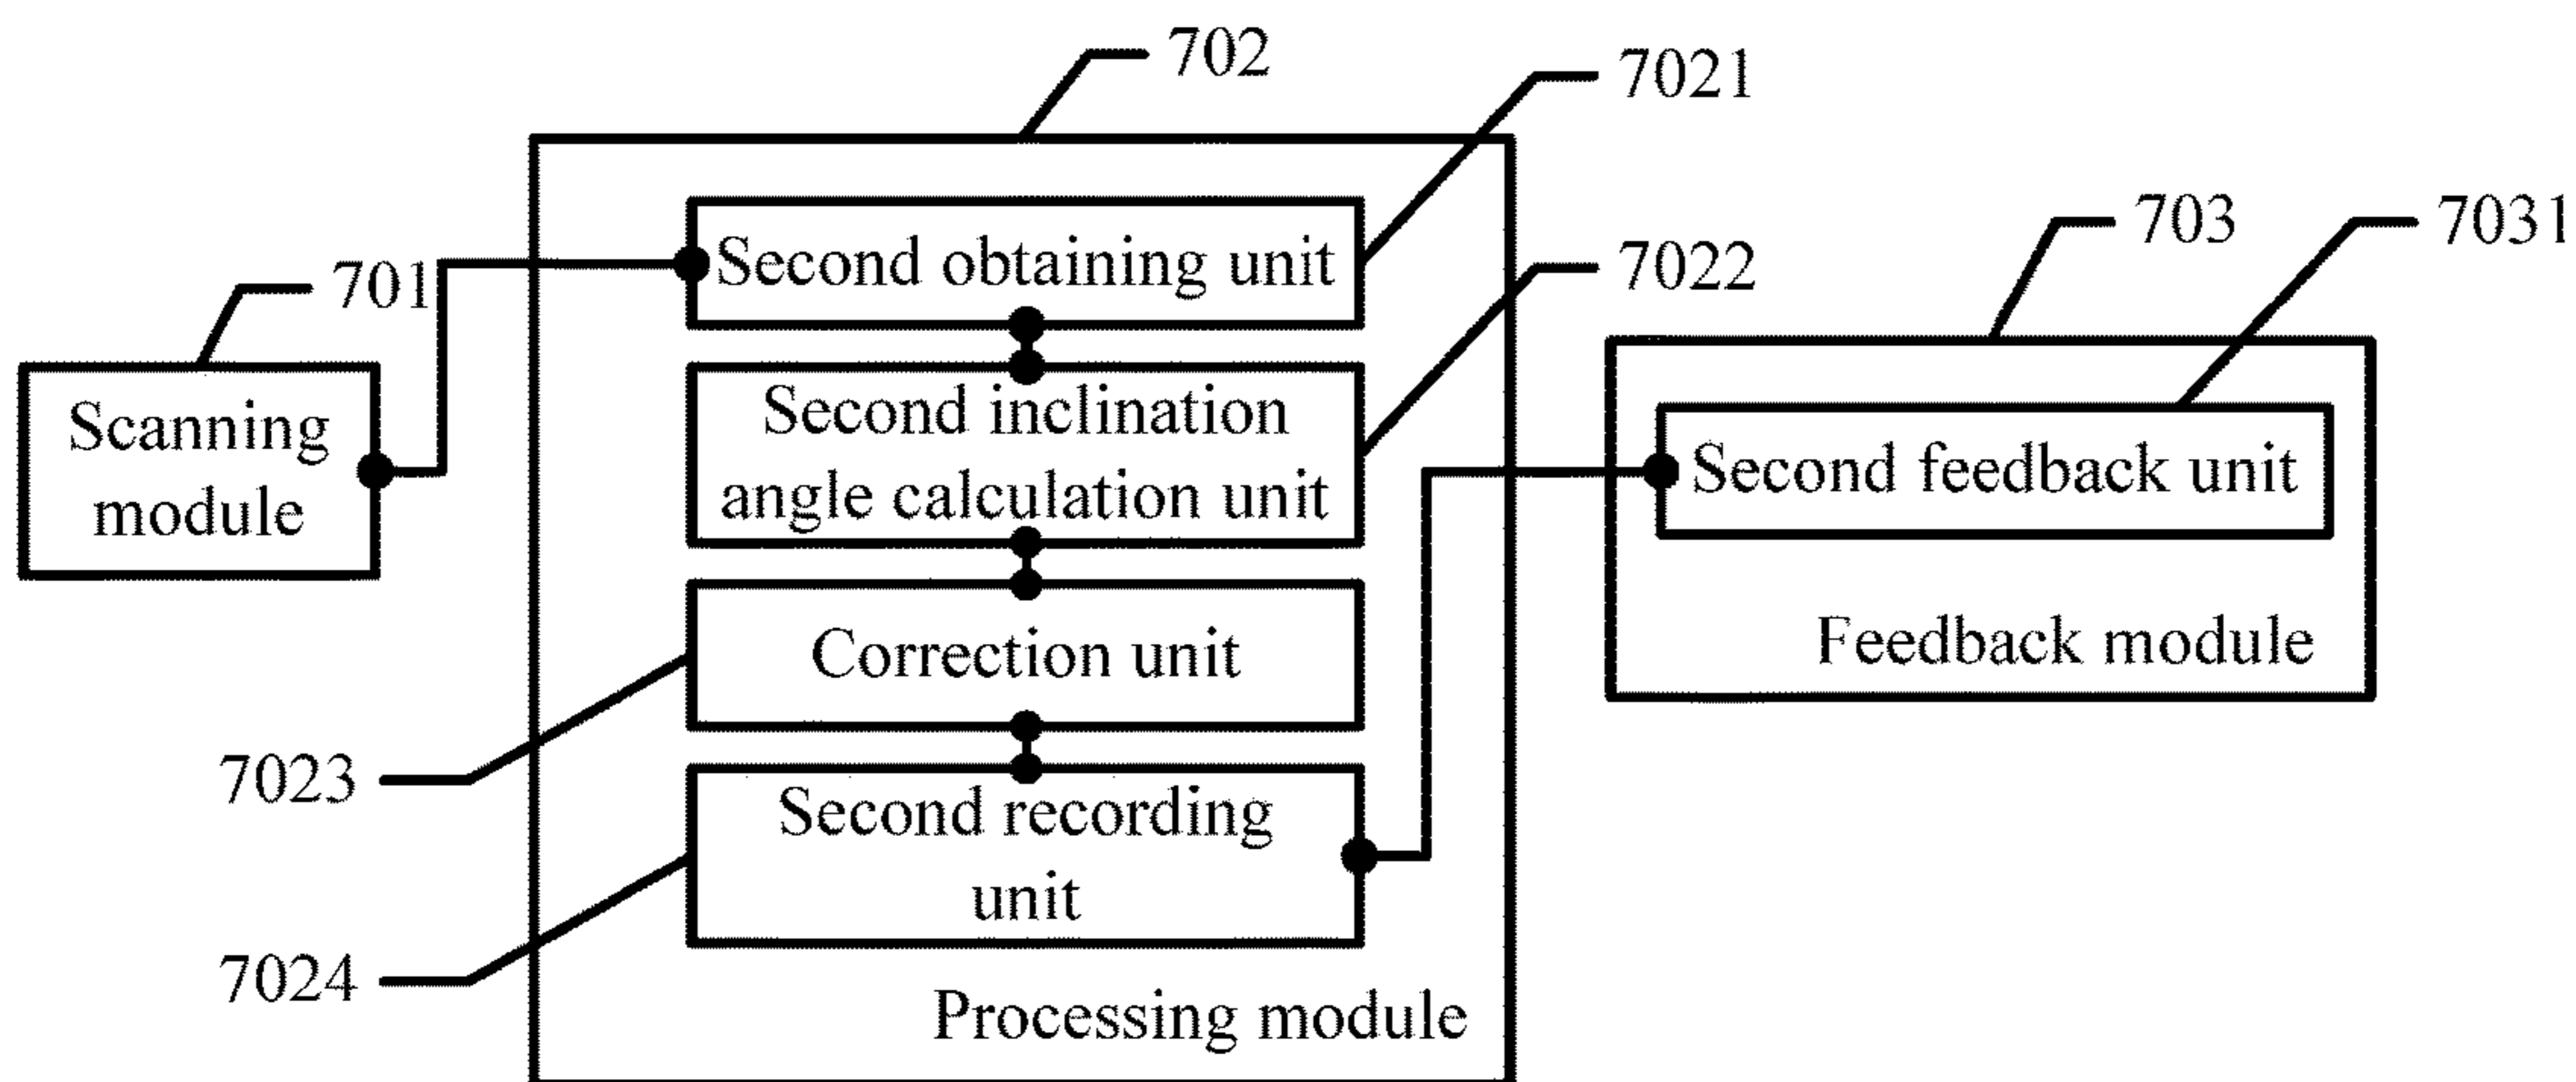 702
7021
Second obtaining unit
7022
701
Scanning
module
Second inclination
angle calculation unit
703
7031
Second feedback unit
Feedback module
Correction unit
7023
Second recording
unit
7024
Processing module